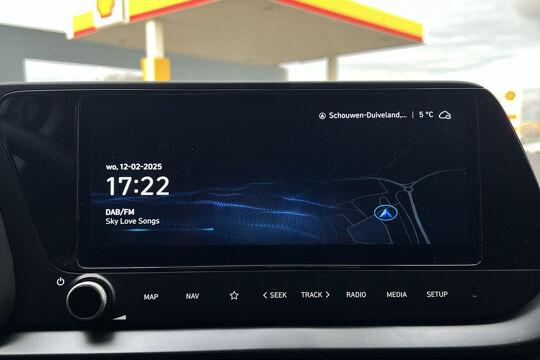 Schouwen-Duiveland,... | 5 °C
wo, 12-02-2025
17:22
DAB/FM
Sky Love Songs
MAP NAV < SEEK TRACK > RADIO MEDIA SETUP